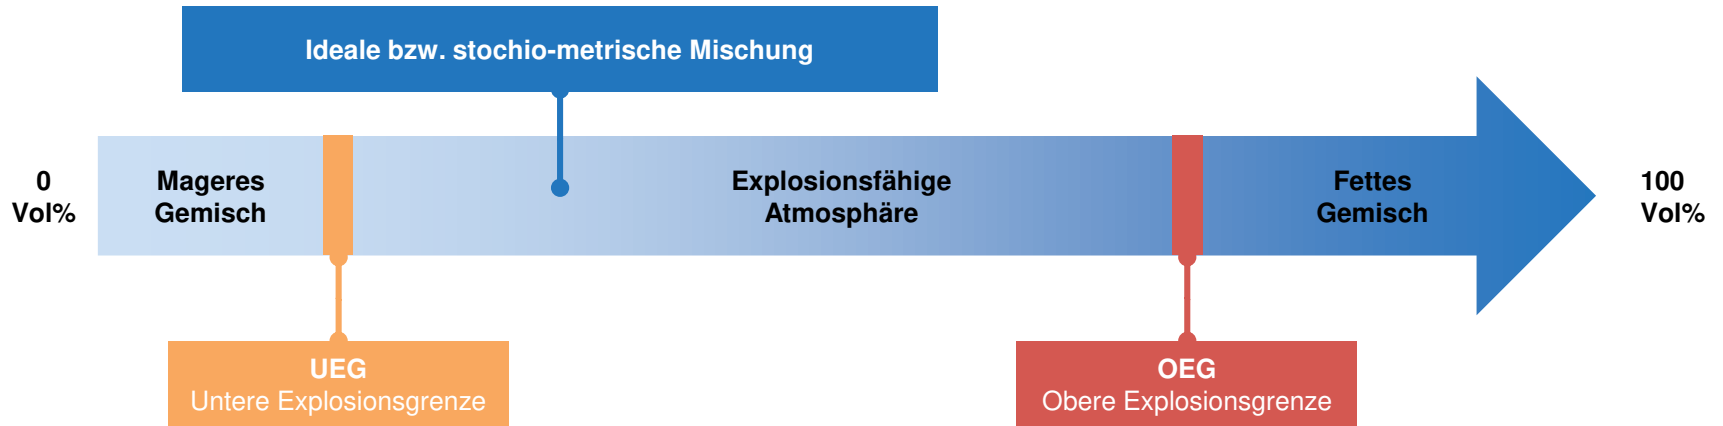 Ideale bzw. stochio-metrische Mischung
0
Vol%
Mageres
Gemisch
Explosionsfähige
Atmosphäre
Fettes
Gemisch
100
Vol%
UEG
Untere Explosionsgrenze
OEG
Obere Explosionsgrenze